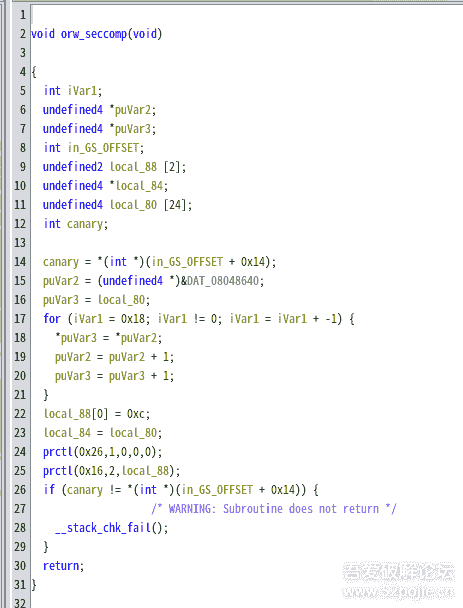 1
2 void orw_seccomp(void)
3
4 {
5 int iVar1;
6 undefined4 *puVar2;
7 undefined4 *puVar3;
8 int in_GS_OFFSET;
9 undefined2 local_88 [2];
10 undefined4 *local_84;
11 undefined4 local_80 [24];
12 int canary;
13
14 canary = *(int *)(in_GS_OFFSET + 0x14);
15 puVar2 = (undefined4 *)&DAT_08048640;
16 puVar3 = local_80;
17 for (iVar1 = 0x18; iVar1 != 0; iVar1 = iVar1 + -1) {
18 *puVar3 = *puVar2;
19 puVar2 = puVar2 + 1;
20 puVar3 = puVar3 + 1;
21 }
22 local_88[0] = 0xc;
23 local_84 = local_80;
24 prctl(0x26,1,0,0,0);
25 prctl(0x16,2,local_88);
26 if (canary != *(int *)(in_GS_OFFSET + 0x14)) {
27 /* WARNING: Subroutine does not return */
28 __stack_chk_fail();
29 }
30 return;
31 }
32
吾爱破解论坛
www.52pojie.cn